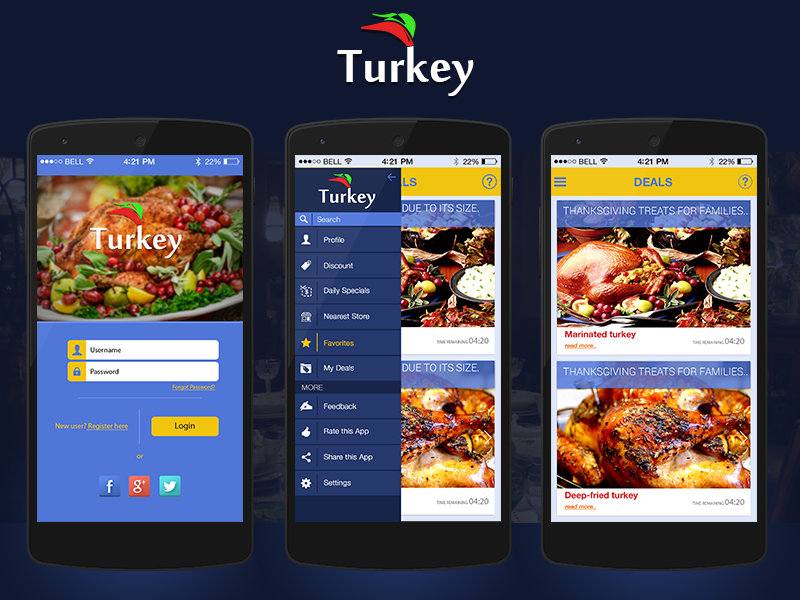 Turkey
BELL 4:21 PM 22%
Turkey
Username
Password
Forgot Password?
New user? Register here
Login
or
f
g+
BELL 4:21 PM 22%
Turkey
ALS
?
Search
Profile
Discount
Daily Specials
Nearest Store
Favorites
My Deals
MORE
Feedback
Rate this App
Share this App
Settings
DUE TO ITS SIZE.
TIME REMAINING 04:20
DUE TO ITS SIZE.
TIME REMAINING 04:20
BELL 4:21 PM 22%
DEALS
?
THANKSGIVING TREATS FOR FAMILIES..
Marinated turkey
read more..
TIME REMAINING 04:20
THANKSGIVING TREATS FOR FAMILIES..
Deep-fried turkey
read more..
TIME REMAINING 04:20